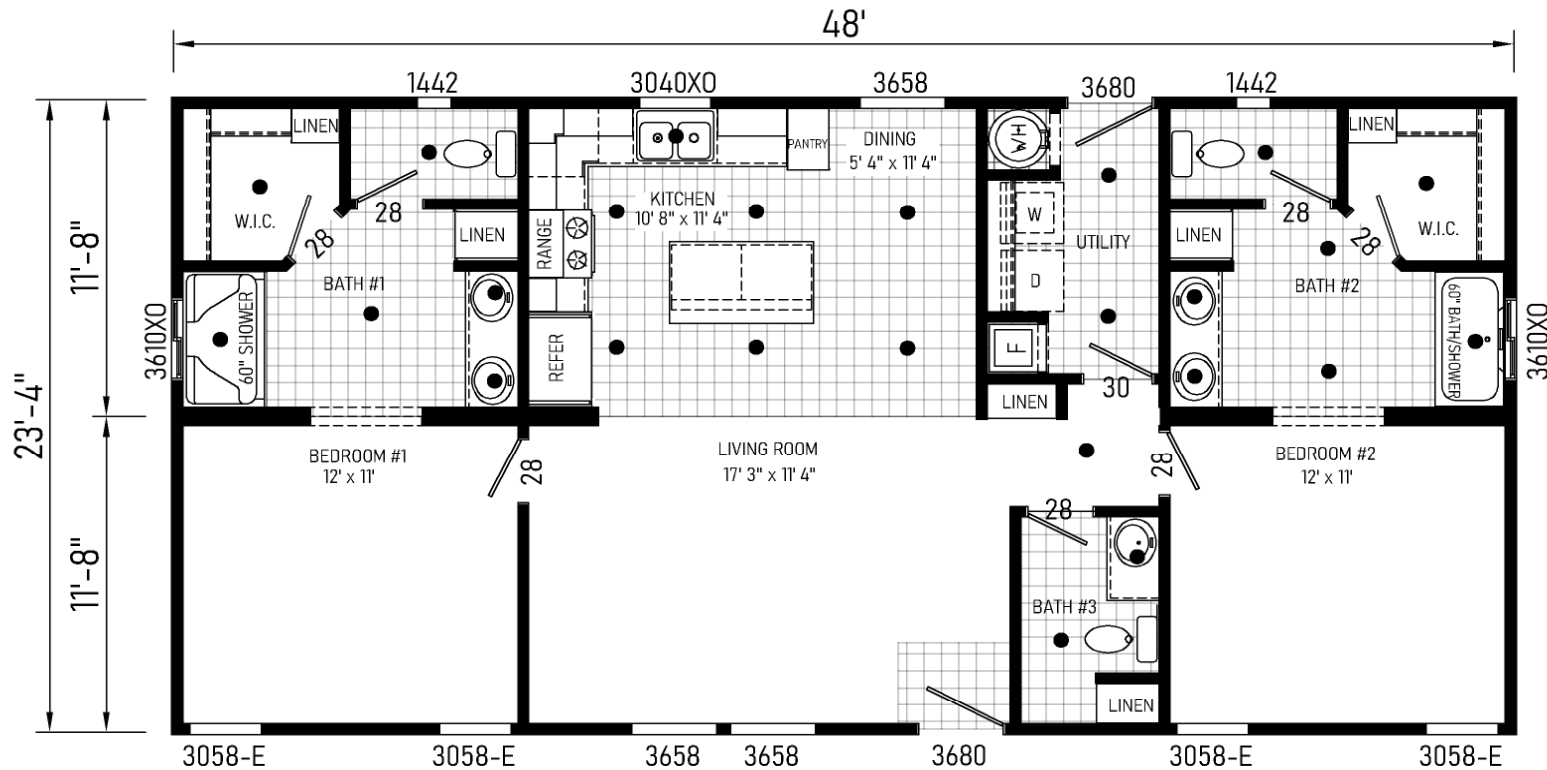 48'
1442
3040XO
3658
3680
1442
LINEN
PANTRY
DINING
5' 4" x 11' 4"
WH
LINEN
W.I.C.
28
28
KITCHEN
10' 8" x 11' 4"
W
UTILITY
28
28
W.I.C.
LINEN
RANGE
LINEN
11'-8"
BATH #1
D
BATH #2
3610XO
60" SHOWER
REFER
F
60" BATH/SHOWER
3610XO
30
LINEN
23'-4"
BEDROOM #1
12' x 11'
28
LIVING ROOM
17' 3" x 11' 4"
28
BEDROOM #2
12' x 11'
28
11'-8"
BATH #3
LINEN
3058-E
3058-E
3658
3658
3680
3058-E
3058-E